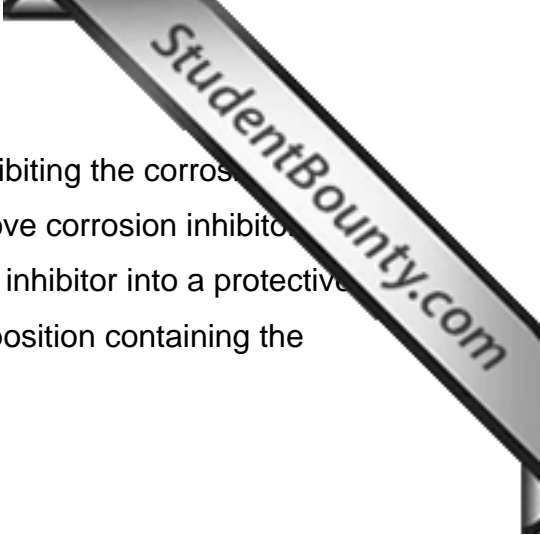 StudentBounty.com
ibiting the corros
ove corrosion inhibito
inhibitor into a protective
position containing the